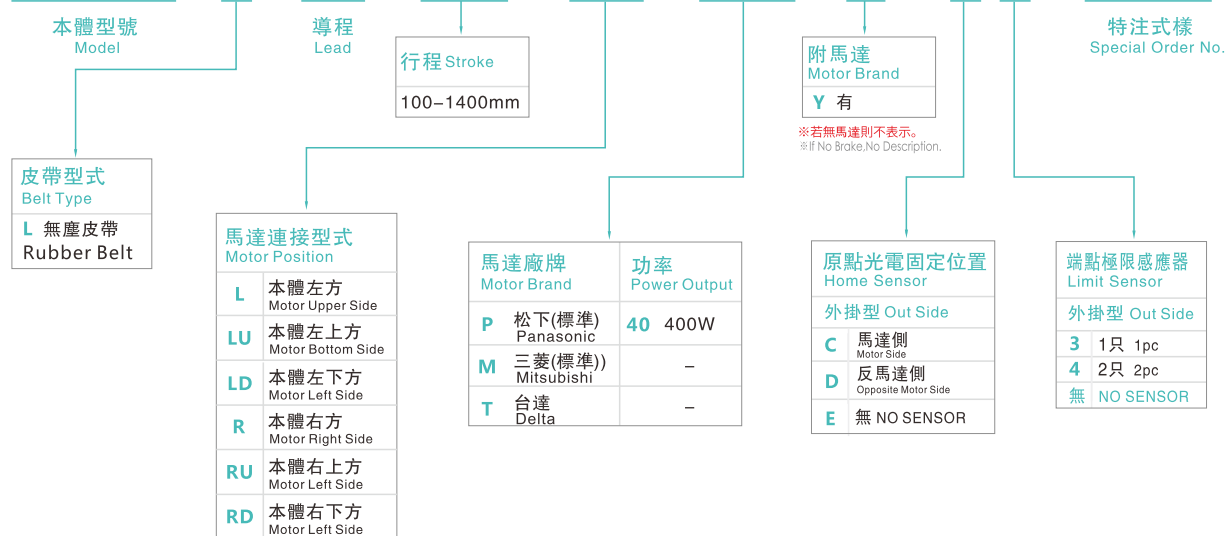 本體型號
Model
導程
Lead
行程 Stroke
100–1400mm
附馬達
Motor Brand
Y 有
※若無馬達則不表示。
※If No Brake,No Description.
特注式樣
Special Order No.
皮帶型式
Belt Type
L 無塵皮帶
Rubber Belt
馬達連接型式
Motor Position
L 本體左方
Motor Upper Side
LU 本體左上方
Motor Bottom Side
LD 本體左下方
Motor Left Side
R 本體右方
Motor Right Side
RU 本體右上方
Motor Left Side
RD 本體右下方
Motor Left Side
馬達廠牌 功率
Motor Brand Power Output
P 松下(標準) 40 400W
Panasonic
M 三菱(標準)) –
Mitsubishi
T 台達 –
Delta
原點光電固定位置
Home Sensor
外掛型 Out Side
C 馬達側
Motor Side
D 反馬達側
Opposite Motor Side
E 無 NO SENSOR
端點極限感應器
Limit Sensor
外掛型 Out Side
3 1只 1pc
4 2只 2pc
無 NO SENSOR